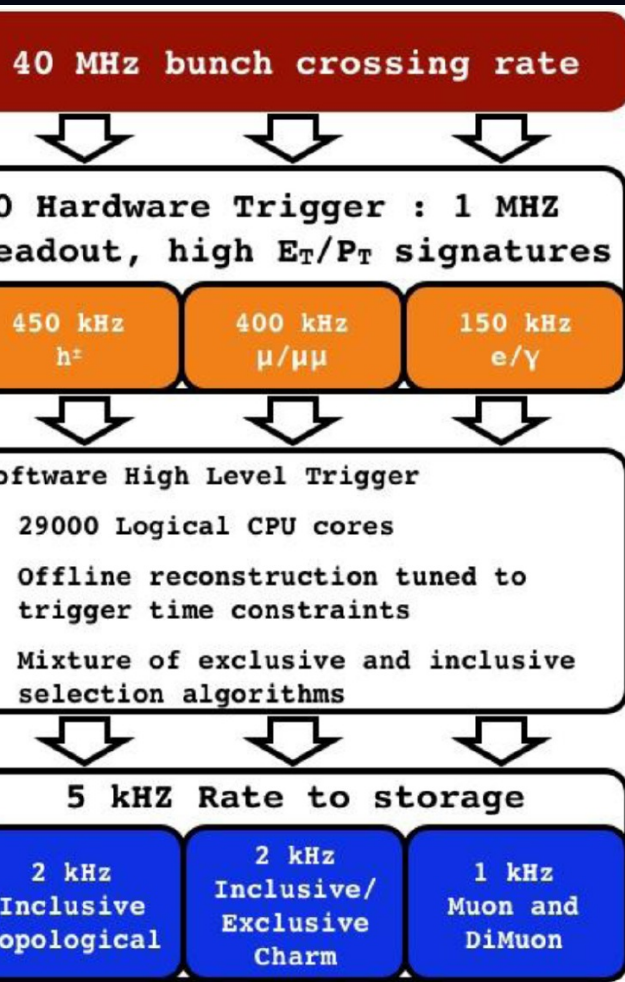 40 MHz bunch crossing rate
0 Hardware Trigger : 1 MHZ
eadout, high ET/PT signatures
450 kHz
h±
400 kHz
μ/μμ
150 kHz
e/γ
oftware High Level Trigger
29000 Logical CPU cores
Offline reconstruction tuned to
trigger time constraints
Mixture of exclusive and inclusive
selection algorithms
5 kHZ Rate to storage
2 kHz
Inclusive
opological
2 kHz
Inclusive/
Exclusive
Charm
1 kHz
Muon and
DiMuon